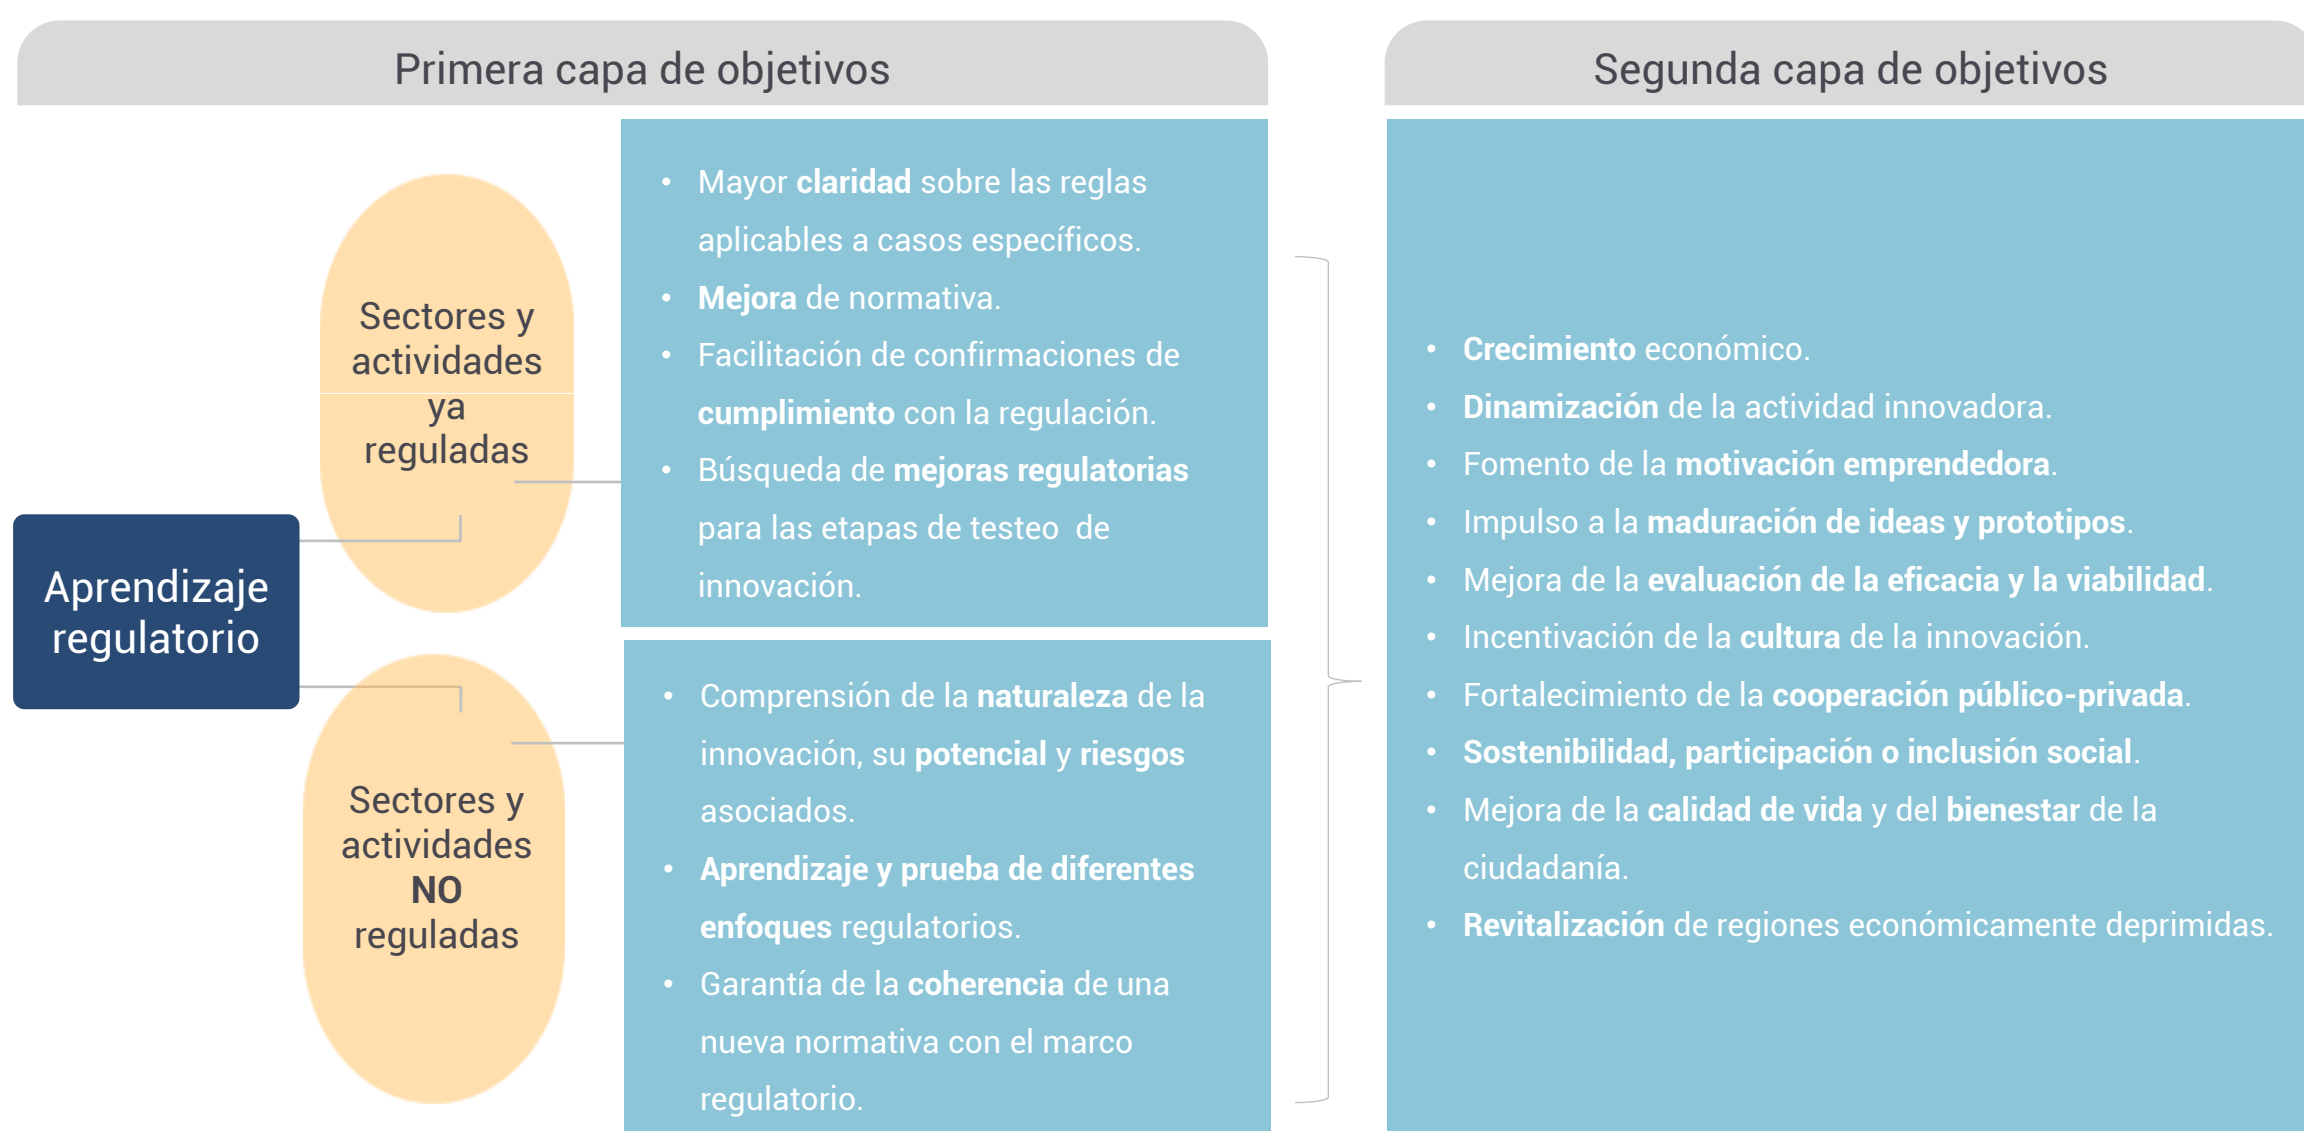 Primera capa de objetivos
Segunda capa de objetivos
Aprendizaje
regulatorio
Sectores y
actividades
ya
reguladas
• Mayor claridad sobre las reglas
aplicables a casos específicos.
• Mejora de normativa.
• Facilitación de confirmaciones de
cumplimiento con la regulación.
• Búsqueda de mejoras regulatorias
para las etapas de testeo de
innovación.
Sectores y
actividades
NO
reguladas
• Comprensión de la naturaleza de la
innovación, su potencial y riesgos
asociados.
• Aprendizaje y prueba de diferentes
enfoques regulatorios.
• Garantía de la coherencia de una
nueva normativa con el marco
regulatorio.
• Crecimiento económico.
• Dinamización de la actividad innovadora.
• Fomento de la motivación emprendedora.
• Impulso a la maduración de ideas y prototipos.
• Mejora de la evaluación de la eficacia y la viabilidad.
• Incentivación de la cultura de la innovación.
• Fortalecimiento de la cooperación público-privada.
• Sostenibilidad, participación o inclusión social.
• Mejora de la calidad de vida y del bienestar de la
ciudadanía.
• Revitalización de regiones económicamente deprimidas.